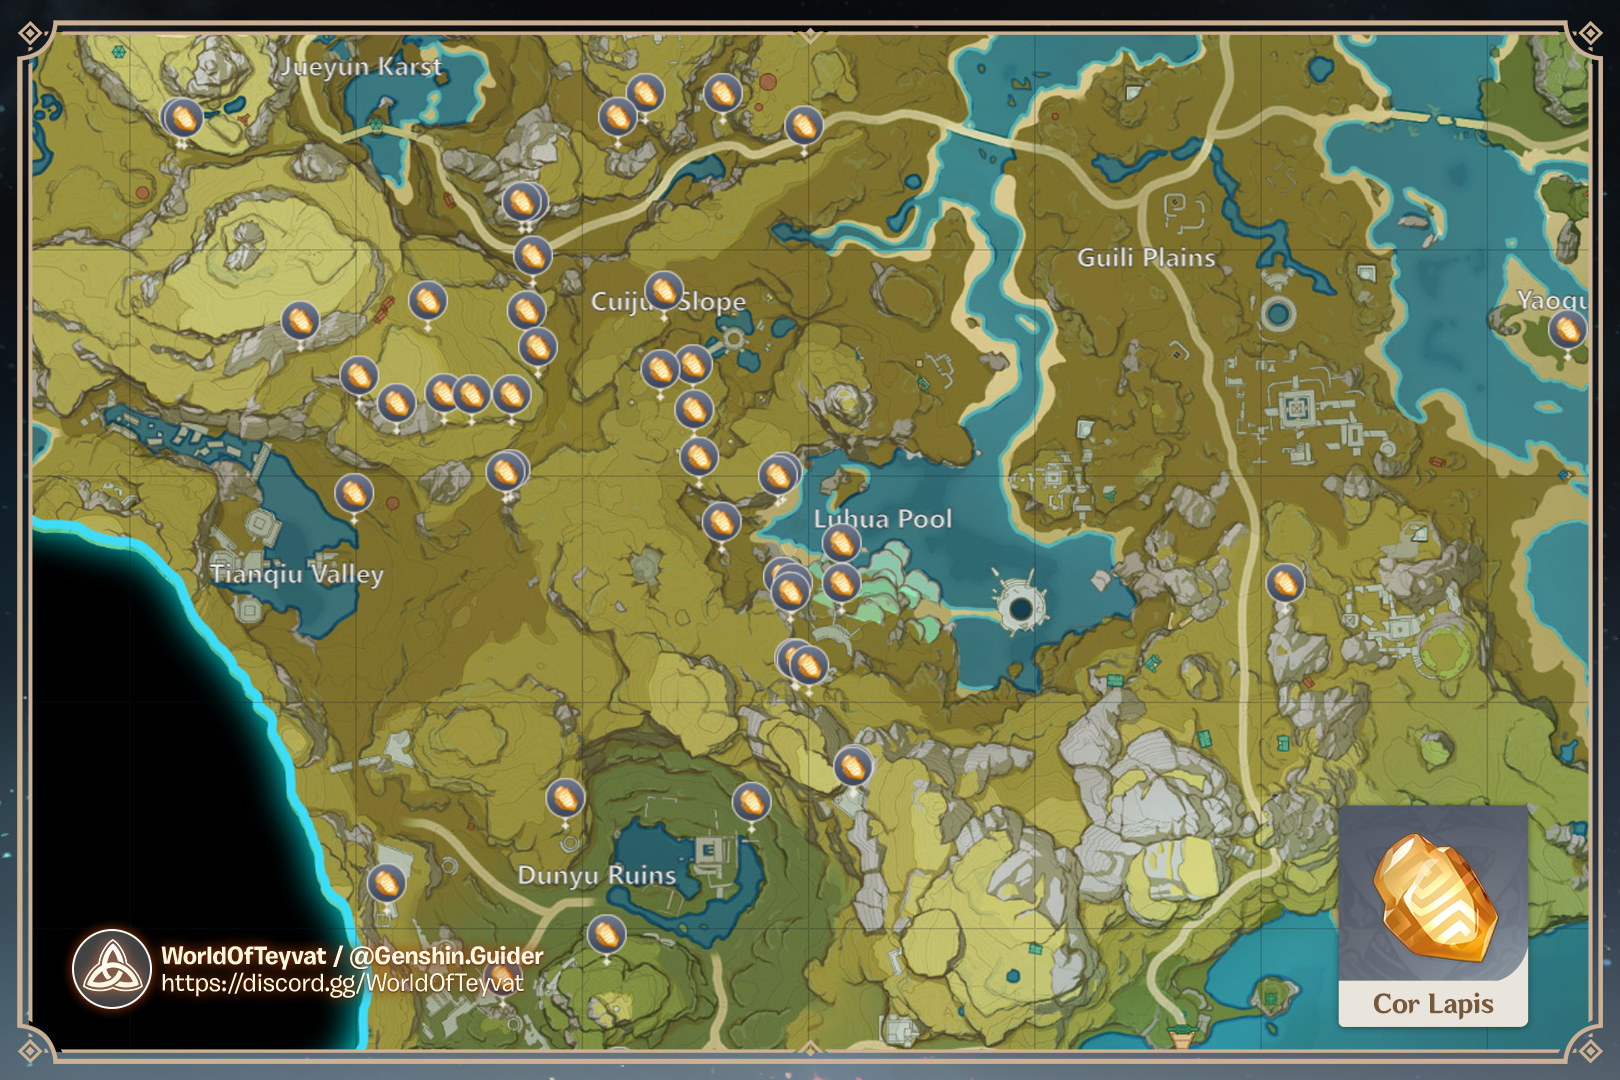 Jueyun Karst
Guili Plains
Cuijue Slope
Yaogu
Luhua Pool
Tianqiu Valley
Dunyu Ruins
WorldOfTeyvat / @Genshin.Guider
https://discord.gg/WorldOfTeyvat
Cor Lapis